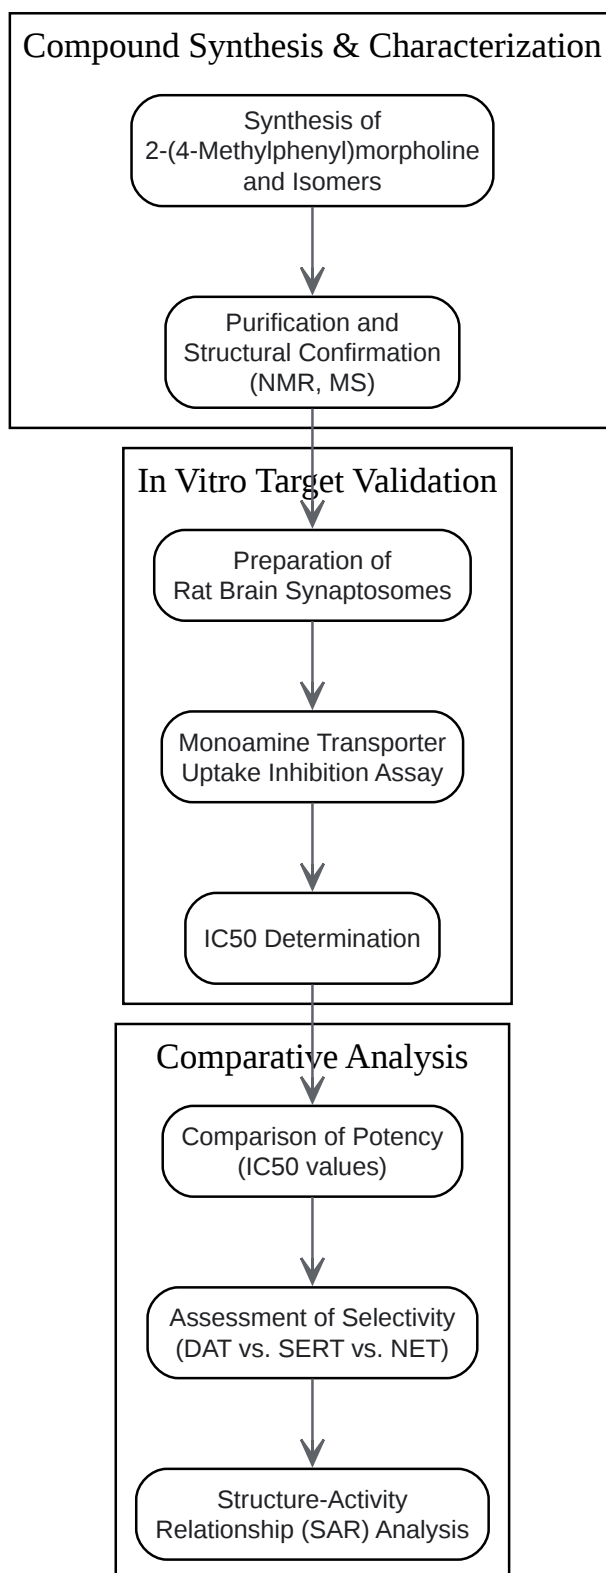 Compound Synthesis & Characterization
Synthesis of
2-(4-Methylphenyl)morpholine
and Isomers
Purification and
Structural Confirmation
(NMR, MS)
In Vitro Target Validation
Preparation of
Rat Brain Synaptosomes
Monoamine Transporter
Uptake Inhibition Assay
IC50 Determination
Comparative Analysis
Comparison of Potency
(IC50 values)
Assessment of Selectivity
(DAT vs. SERT vs. NET)
Structure-Activity
Relationship (SAR) Analysis